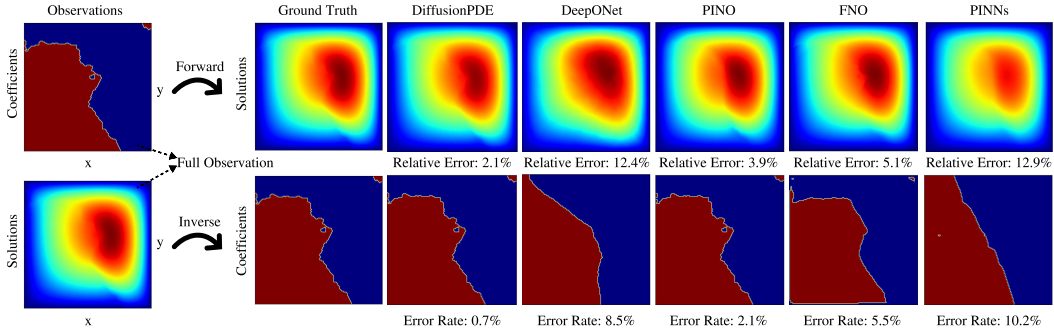 Observations
Ground Truth
DiffusionPDE
DeepONet
PINO
FNO
PINNs
Coefficients
y
x
Forward
Solutions
Relative Error: 2.1%
Relative Error: 12.4%
Relative Error: 3.9%
Relative Error: 5.1%
Relative Error: 12.9%
Full Observation
Solutions
y
x
Inverse
Coefficients
Error Rate: 0.7%
Error Rate: 8.5%
Error Rate: 2.1%
Error Rate: 5.5%
Error Rate: 10.2%